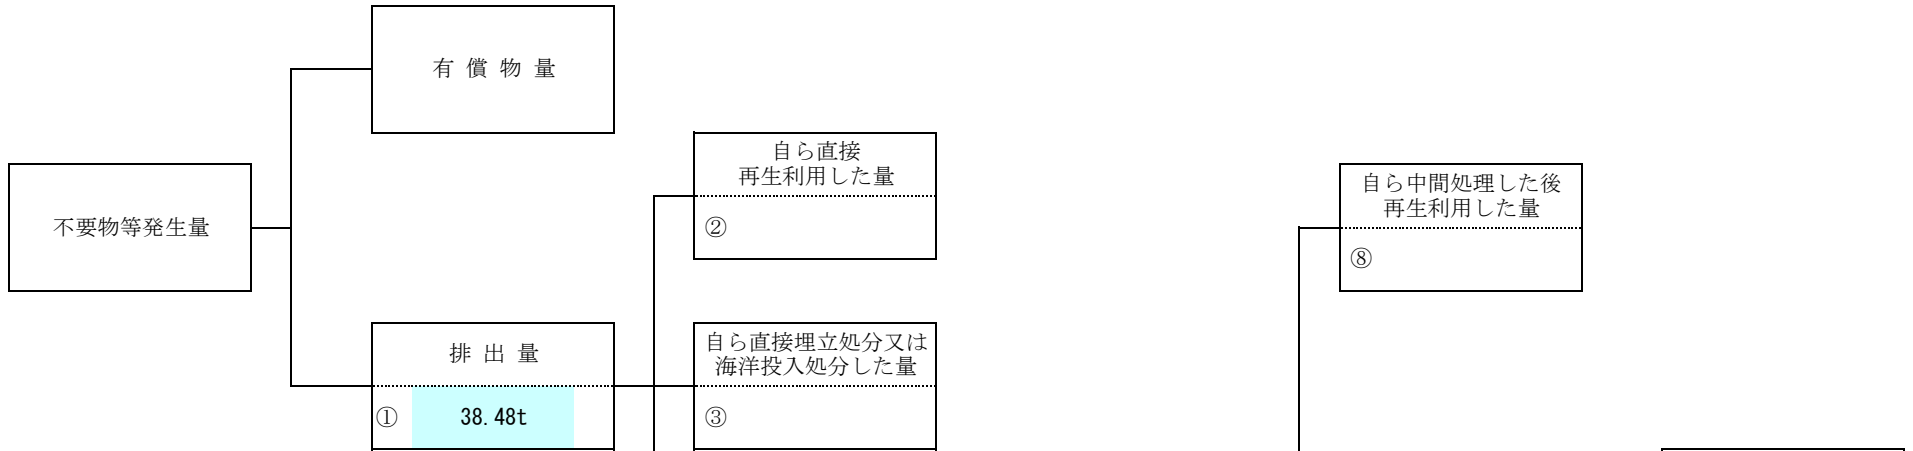 有償物量
自ら直接
再生利用した量
②
自ら中間処理した後
再生利用した量
⑧
不要物等発生量
排出量
①
38.48t
自ら直接埋立処分又は
海洋投入処分した量
③